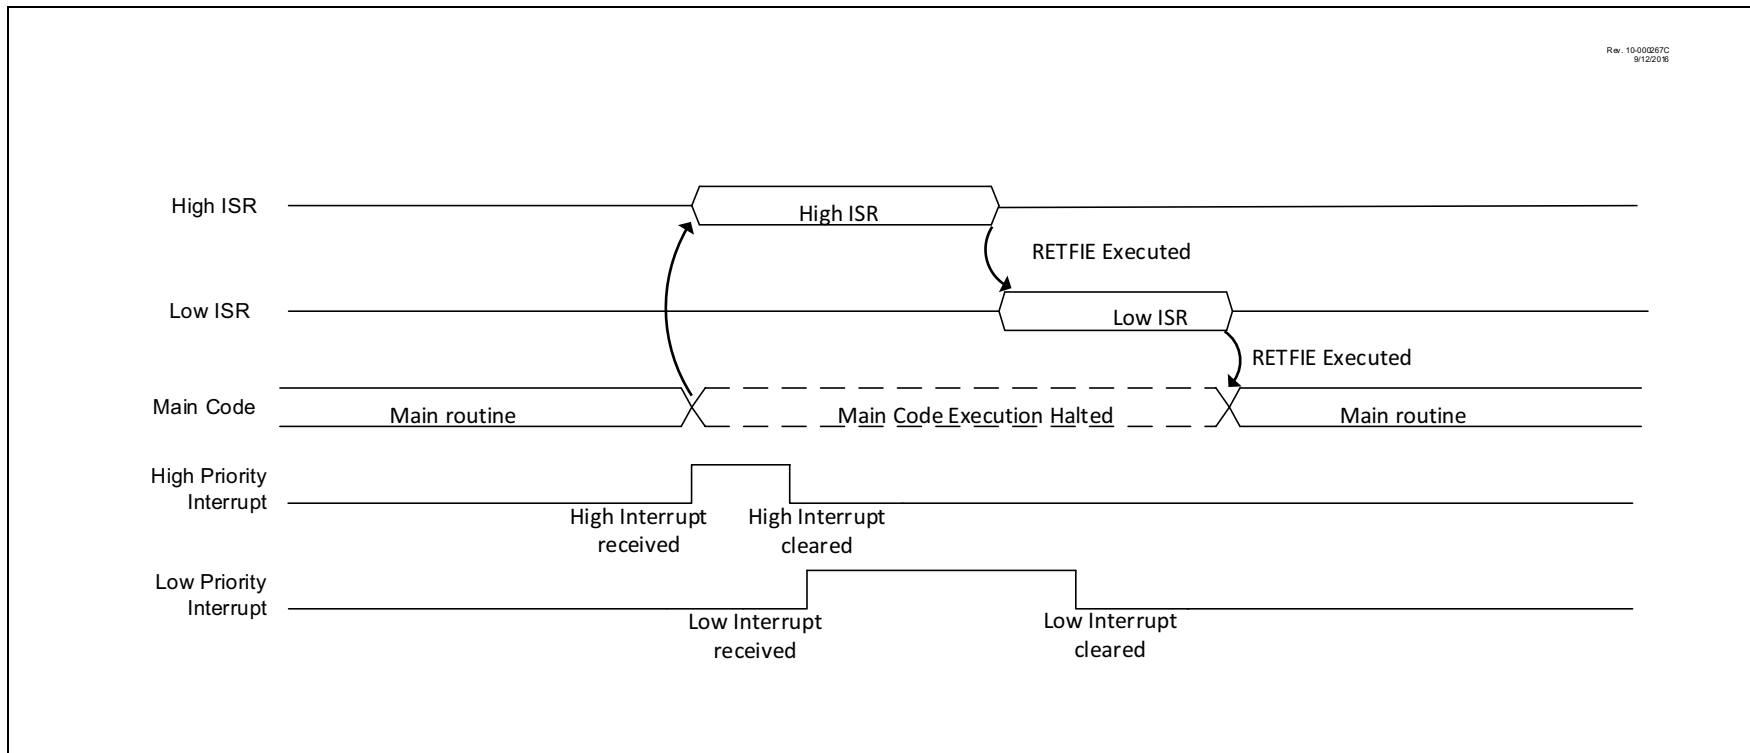 Rev. 10-000267C
9/12/2016
High ISR
High ISR
RETFIE Executed
Low ISR
Low ISR
RETFIE Executed
Main Code
Main routine
Main Code Execution Halted
Main routine
High Priority
Interrupt
High Interrupt
received
High Interrupt
cleared
Low Priority
Interrupt
Low Interrupt
received
Low Interrupt
cleared